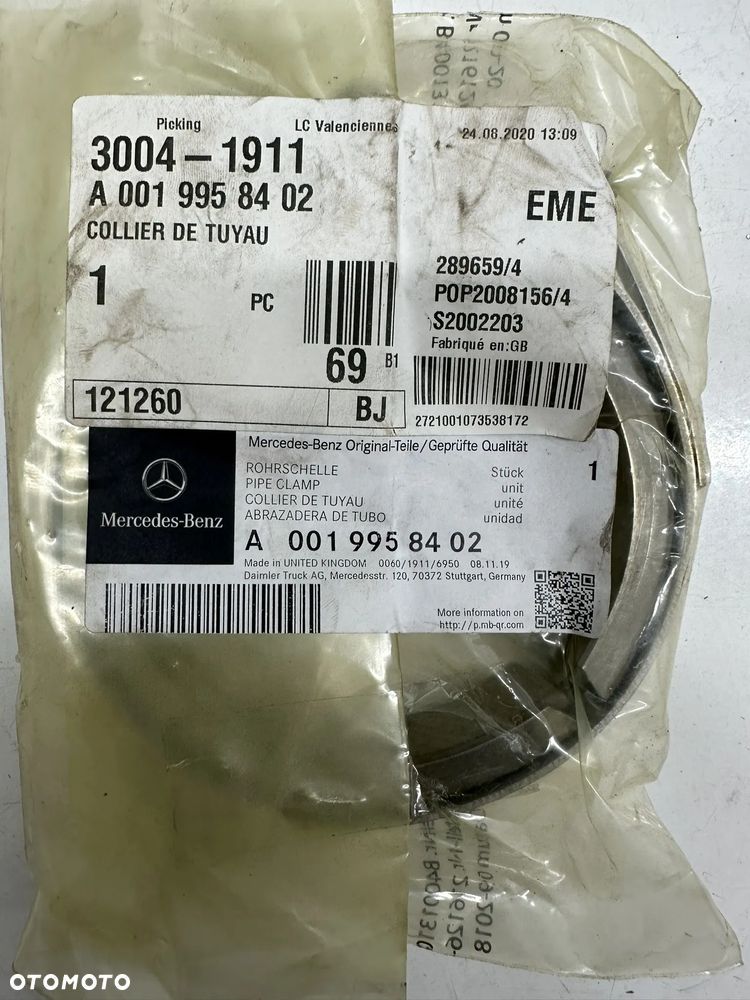 Picking LC Valenciennes 24.08.2020 13:09
3004-1911
A 001 995 84 02
COLLIER DE TUYAU
EME
1 PC
69 B1
289659/4
POP2008156/4
S2002203
Fabriqué en:GB
2721001073538172
121260 BJ
Mercedes-Benz
Mercedes-Benz Original-Teile/Geprüfte Qualität
ROHRSCHELLE Stück 1
PIPE CLAMP unit
COLLIER DE TUYAU unité
ABRAZADERA DE TUBO unidad
A 001 995 84 02
Made in UNITED KINGDOM 0060/1911/6950 08.11.19
Daimler Truck AG, Mercedesstr. 120, 70372 Stuttgart, Germany
More information on
http://p.mb-qr.com
OTOMOTO